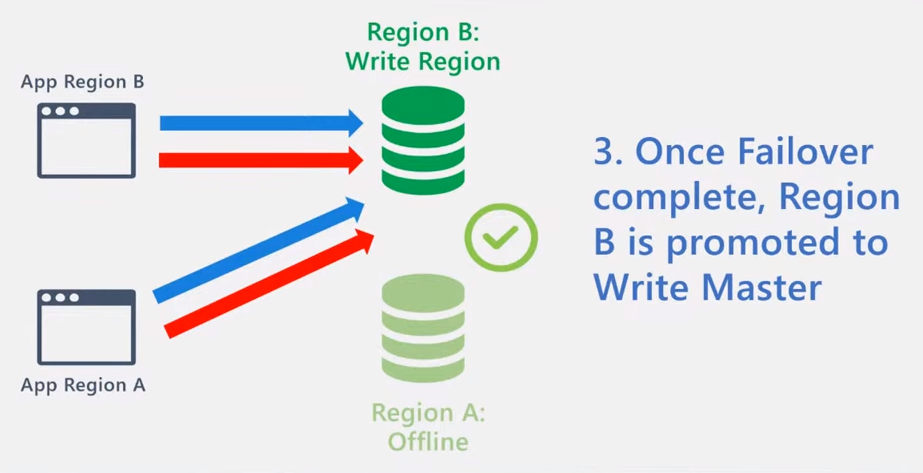 Region B:
Write Region
App Region B
3. Once Failover
complete, Region
B is promoted to
Write Master
App Region A
Region A:
Offline